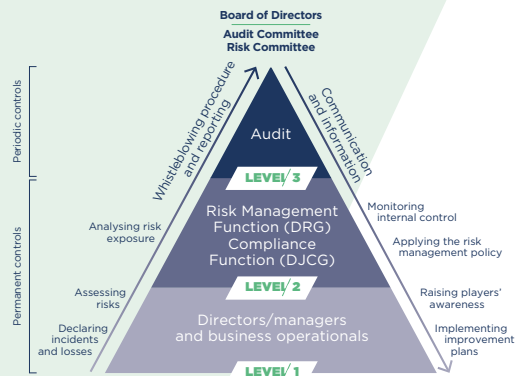 Board of Directors
Audit Committee
Risk Committee
Periodic controls
Whistleblowing procedure
and reporting
Communication
and information
Audit
LEVEL/3
Permanent controls
Analysing risk
exposure
Risk Management
Function (DRG)
Compliance
Function (DJCG)
Monitoring
internal control
Applying the risk
management policy
LEVEL/2
Assessing
risks
Raising players'
awareness
Declaring
incidents
and losses
Directors/managers
and business operationals
Implementing
improvement
plans
LEVEL/1